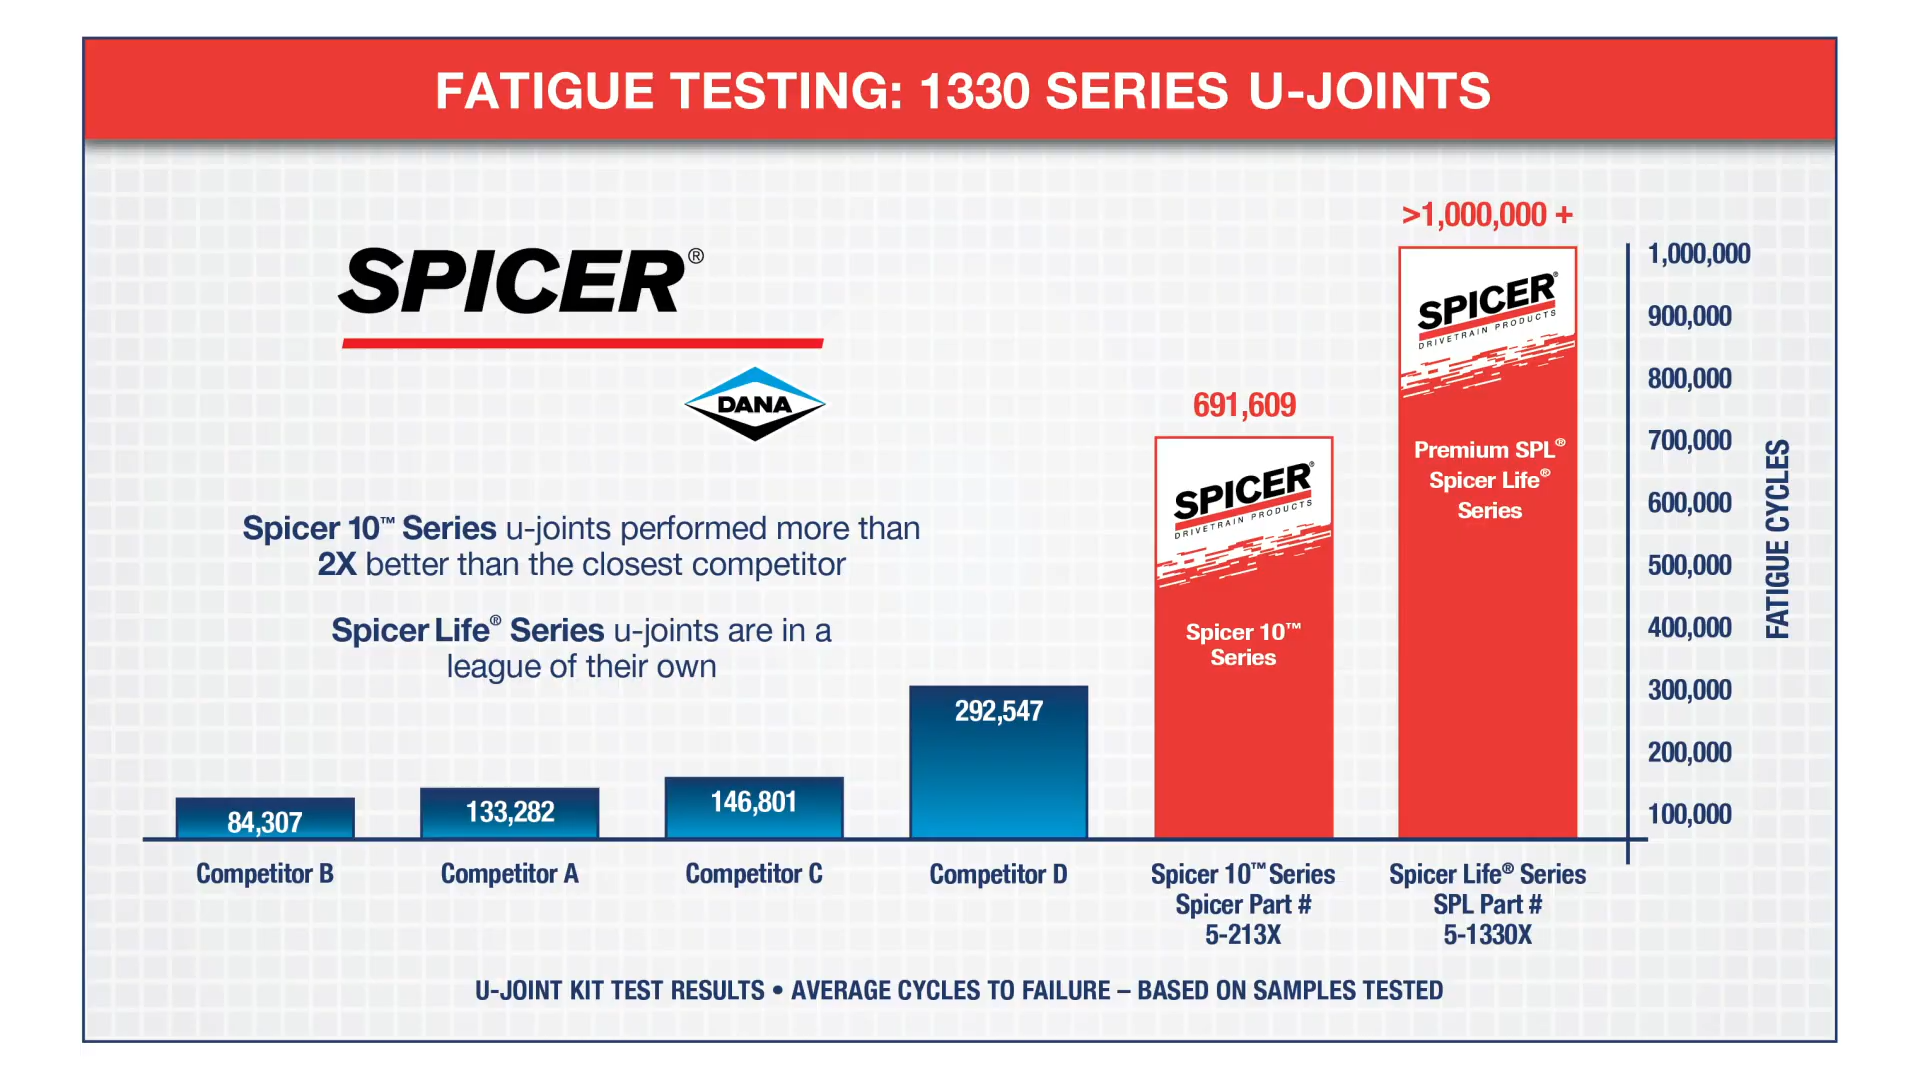 FATIGUE TESTING: 1330 SERIES U-JOINTS
SPICER®
DANA
Spicer 10™ Series u-joints performed more than
2X better than the closest competitor
Spicer Life® Series u-joints are in a
league of their own
84,307
133,282
146,801
292,547
691,609
SPICER®
DRIVETRAIN PRODUCTS
Spicer 10™
Series
>1,000,000 +
SPICER®
DRIVETRAIN PRODUCTS
Premium SPL®
Spicer Life®
Series
1,000,000
900,000
800,000
700,000
600,000
500,000
400,000
300,000
200,000
100,000
FATIGUE CYCLES
Competitor B
Competitor A
Competitor C
Competitor D
Spicer 10™ Series
Spicer Part #
5-213X
Spicer Life® Series
SPL Part #
5-1330X
U-JOINT KIT TEST RESULTS • AVERAGE CYCLES TO FAILURE – BASED ON SAMPLES TESTED